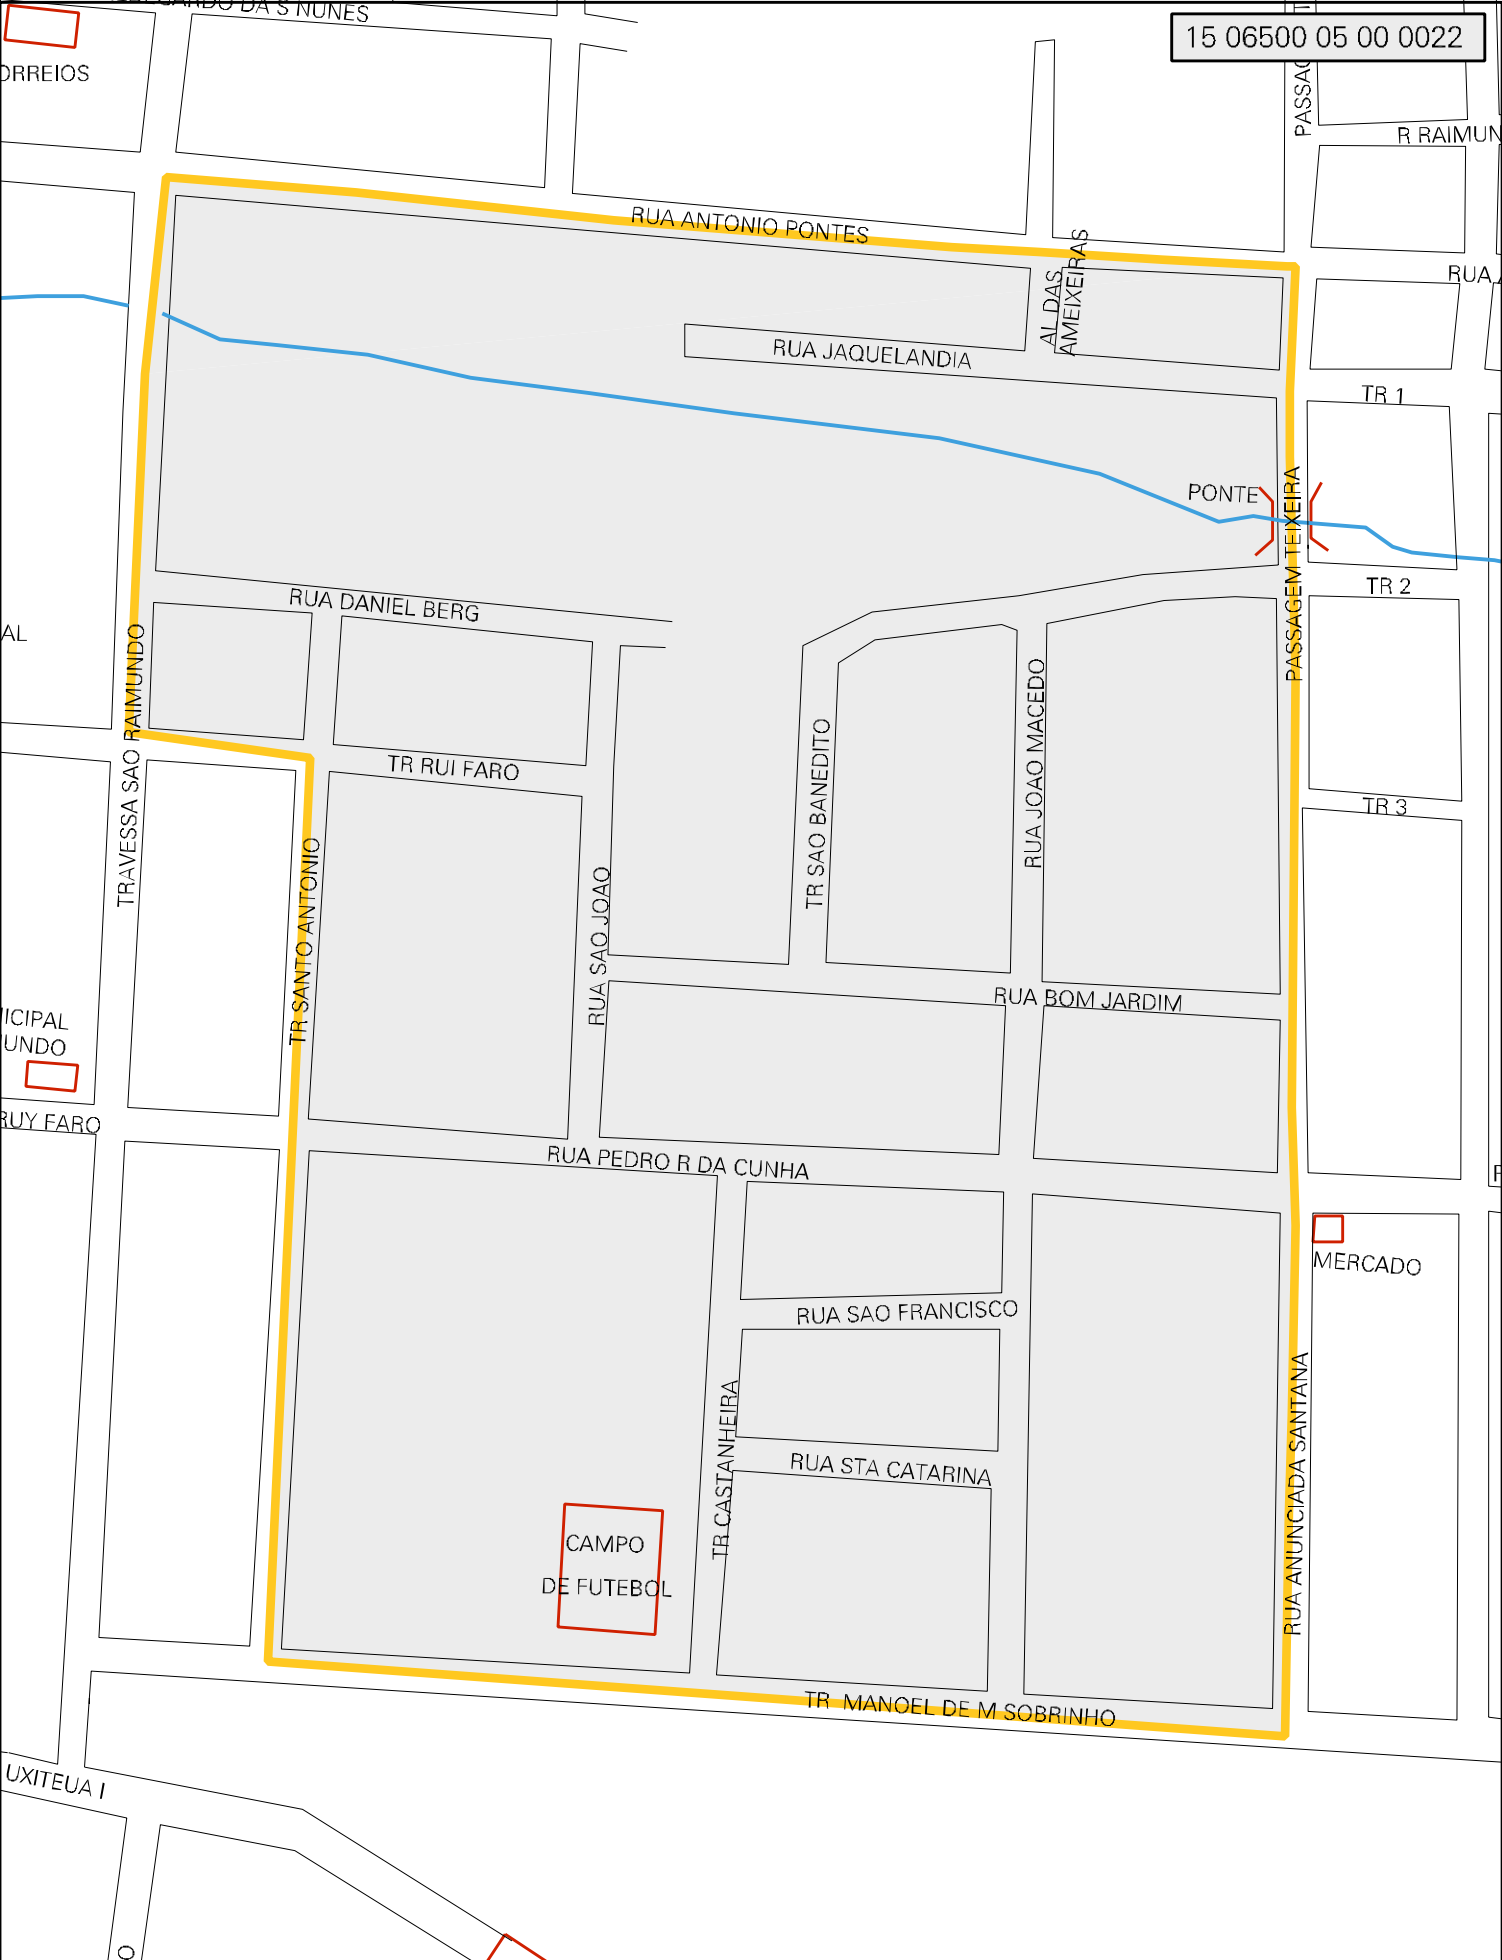 DA S NUNES
15 06500 05 00 0022
ORREIOS
R RAIMUN
RUA ANTONIO PONTES
AL DAS
AMEIXEIRAS
RUA
RUA JAQUELANDIA
TR 1
PONTE
PASSAGEM TEIXEIRA
TR 2
RUA DANIEL BERG
AL
TRAVESSA SAO RAIMUNDO
RUA JOAO MACEDO
TR SAO BANEDITO
TR RUI FARO
TR 3
TR SANTO ANTONIO
RUA SAO JOAO
RUA BOM JARDIM
ICIPAL
UNDO
RUY FARO
RUA PEDRO R DA CUNHA
MERCADO
RUA SAO FRANCISCO
TR CASTANHEIRA
RUA ANUNCIADA SANTANA
RUA STA CATARINA
CAMPO
DE FUTEBOL
TR MANOEL DE M SOBRINHO
UXITEUA I
O